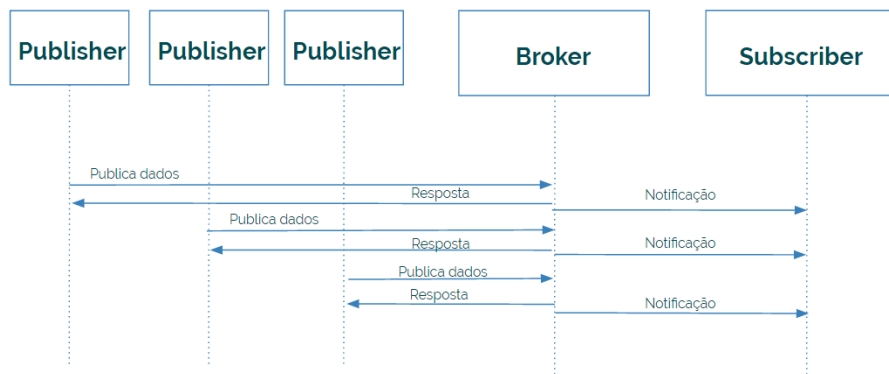 Publisher
Publisher
Publisher
Broker
Subscriber
Publica dados
Resposta
Notificação
Publica dados
Resposta
Notificação
Publica dados
Resposta
Notificação